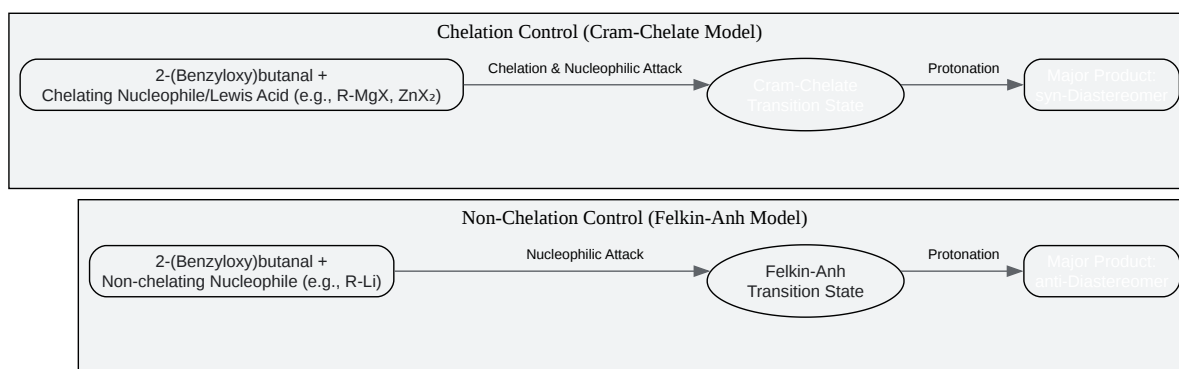 Chelation Control (Cram-Chelate Model)
2-(Benzyloxy)butanal +
Chelating Nucleophile/Lewis Acid (e.g., R-MgX, ZnX₂)
Chelation & Nucleophilic Attack
Cram-Chelate
Transition State
Protonation
Major Product:
syn-Diastereomer
Non-Chelation Control (Felkin-Anh Model)
2-(Benzyloxy)butanal +
Non-chelating Nucleophile (e.g., R-Li)
Nucleophilic Attack
Felkin-Anh
Transition State
Protonation
Major Product:
anti-Diastereomer